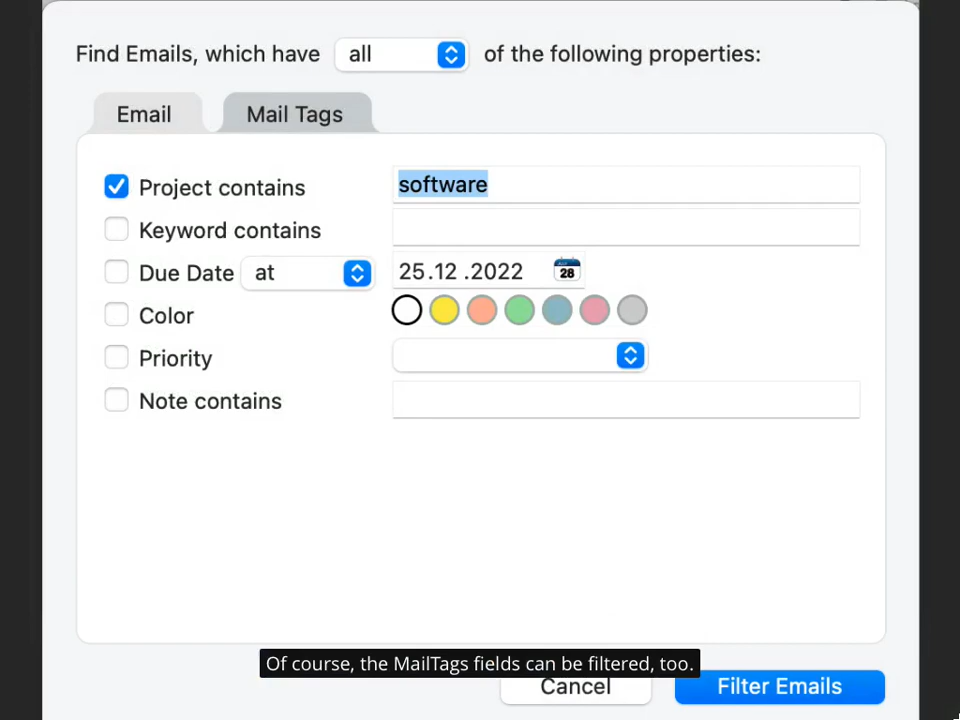 Find Emails, which have all of the following properties:
Email Mail Tags
Project contains software
Keyword contains
Due Date at 25.12 .2022 JULY 28
Color
Priority
Note contains
Of course, the MailTags fields can be filtered, too.
Cancel Filter Emails